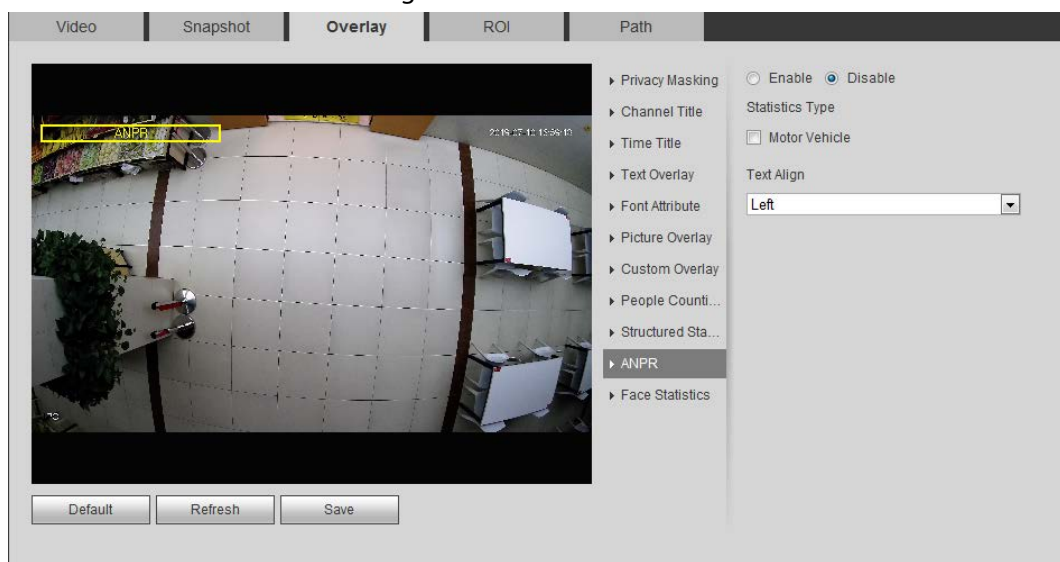 Video Snapshot Overlay ROI Path
ANPR
Privacy Masking
Channel Title
Time Title
Text Overlay
Font Attribute
Picture Overlay
Custom Overlay
People Counti...
Structured Sta...
ANPR
Face Statistics
Enable Disable
Statistics Type
Motor Vehicle
Text Align
Left
Default Refresh Save